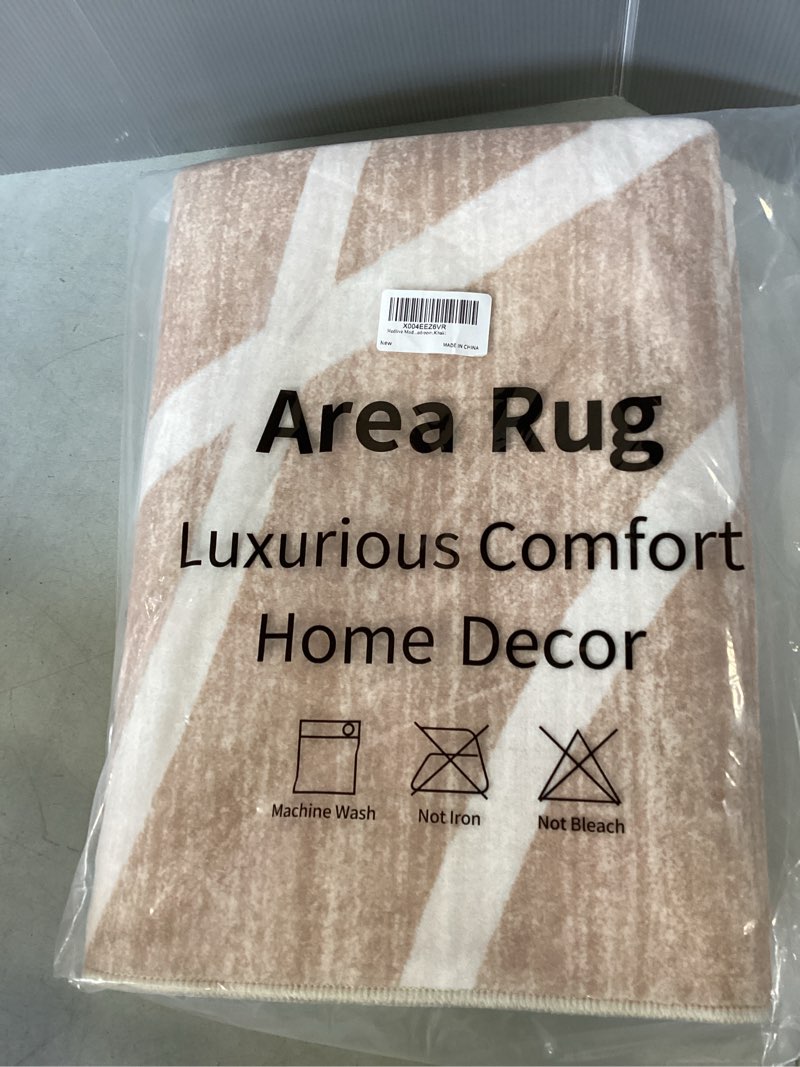 X004EEZ6VR
New
MADE IN CHINA
Area Rug
Luxurious Comfort
Home Decor
Machine Wash
Not Iron
Not Bleach